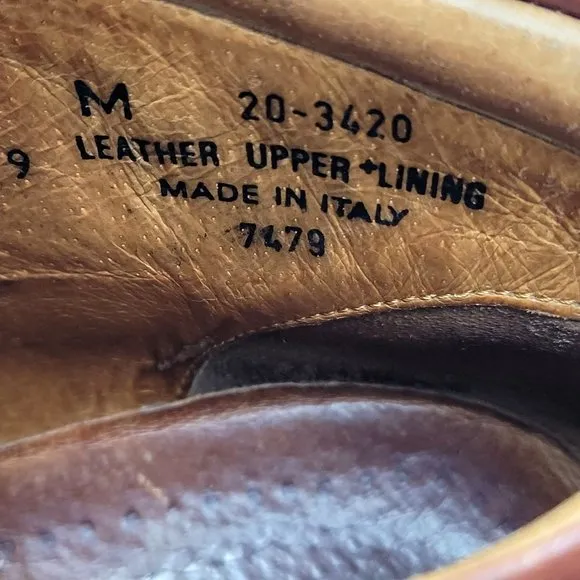 M 20-3420
9 LEATHER UPPER + LINING
MADE IN ITALY
7479